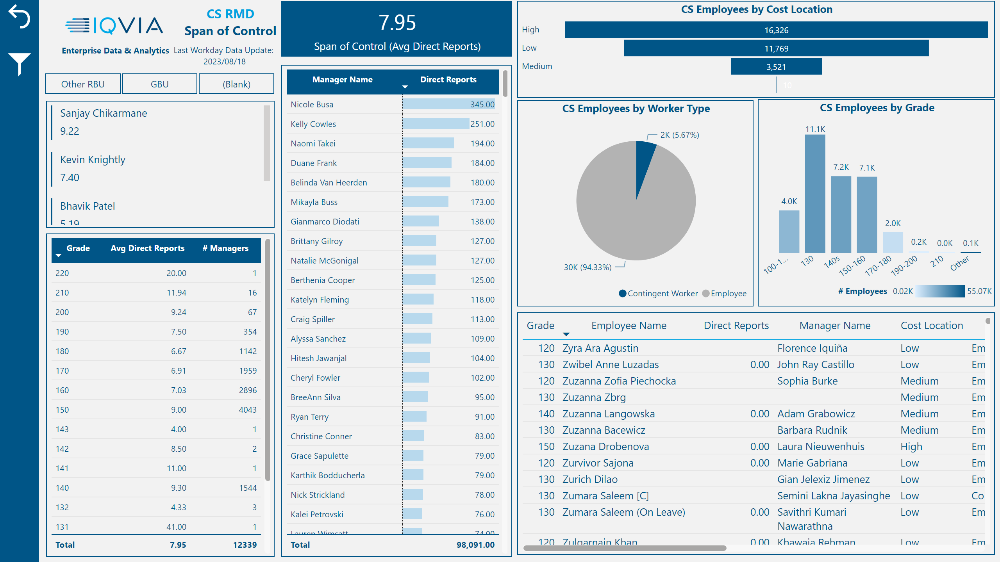 IQVIA
CS RMD
Span of Control
Enterprise Data & Analytics
Last Workday Data Update:
2023/08/18
Other RBU
GBU
(Blank)
Sanjay Chikarmane
9.22
Kevin Knightly
7.40
Bhavik Patel
5.19
Grade Avg Direct Reports # Managers
220 20.00 1
210 11.94 16
200 9.24 67
190 7.50 354
180 6.67 1142
170 6.91 1959
160 7.03 2896
150 9.00 4043
143 4.00 1
142 8.50 2
141 11.00 1
140 9.30 1544
132 4.33 3
131 41.00 1
Total 7.95 12339
7.95
Span of Control (Avg Direct Reports)
Manager Name Direct Reports
Nicole Busa 345.00
Kelly Cowles 251.00
Naomi Takei 194.00
Duane Frank 184.00
Belinda Van Heerden 180.00
Mikayla Buss 173.00
Gianmarco Diodati 138.00
Brittany Gilroy 127.00
Natalie McGonigal 127.00
Berthenia Cooper 125.00
Katelyn Fleming 118.00
Craig Spiller 113.00
Alyssa Sanchez 109.00
Hitesh Jawanjal 104.00
Cheryl Fowler 102.00
BreeAnn Silva 95.00
Ryan Terry 91.00
Christine Conner 83.00
Grace Sapulette 79.00
Karthik Bodducherla 79.00
Nick Strickland 78.00
Kalei Petrovski 76.00
Lauren Wimsatt 74.00
Total 98,091.00
CS Employees by Cost Location
High 16,326
Low 11,769
Medium 3,521
10
CS Employees by Worker Type
2K (5.67%)
30K (94.33%)
Contingent Worker Employee
CS Employees by Grade
11.1K
7.2K 7.1K
4.0K
2.0K
0.2K 0.0K 0.1K
100-1... 130 140s 150-160 170-180 190-200 210 Other
# Employees 0.02K 55.07K
Grade Employee Name Direct Reports Manager Name Cost Location
120 Zyra Ara Agustin Florence Iquiña Low Em
130 Zwibel Anne Luzadas 0.00 John Ray Castillo Low Em
120 Zuzanna Zofia Piechocka Sophia Burke Medium Em
130 Zuzanna Zbrg Medium Em
140 Zuzanna Langowska 0.00 Adam Grabowicz Medium Em
130 Zuzanna Bacewicz Barbara Rudnik Medium Em
150 Zuzana Drobenova 0.00 Laura Nieuwenhuis High Em
120 Zurvivor Sajona 0.00 Marie Gabriana Low Em
130 Zurich Dilao Gian Jelexiz Jimenez Low Em
130 Zumara Saleem [C] Semini Lakna Jayasinghe Low Co
130 Zumara Saleem (On Leave) 0.00 Savithri Kumari Low Em
Nawarathna
120 Zulqarnain Khan 0.00 Khawaja Rehman Low Em